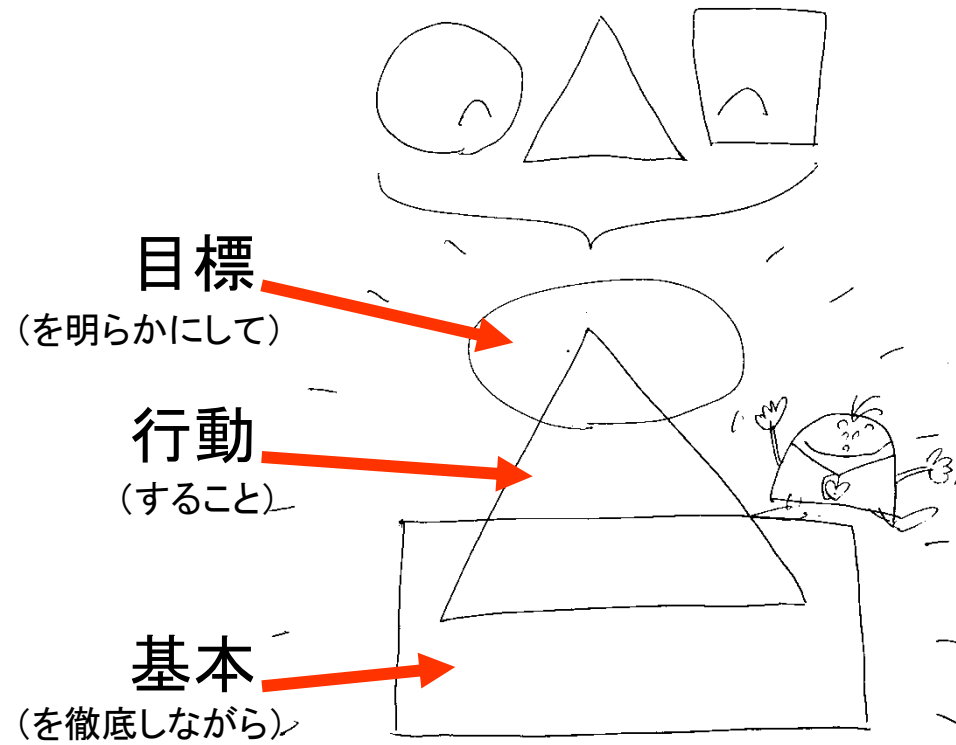 目標
（を明らかにして）
行動
（すること）
基本
（を徹底しながら）